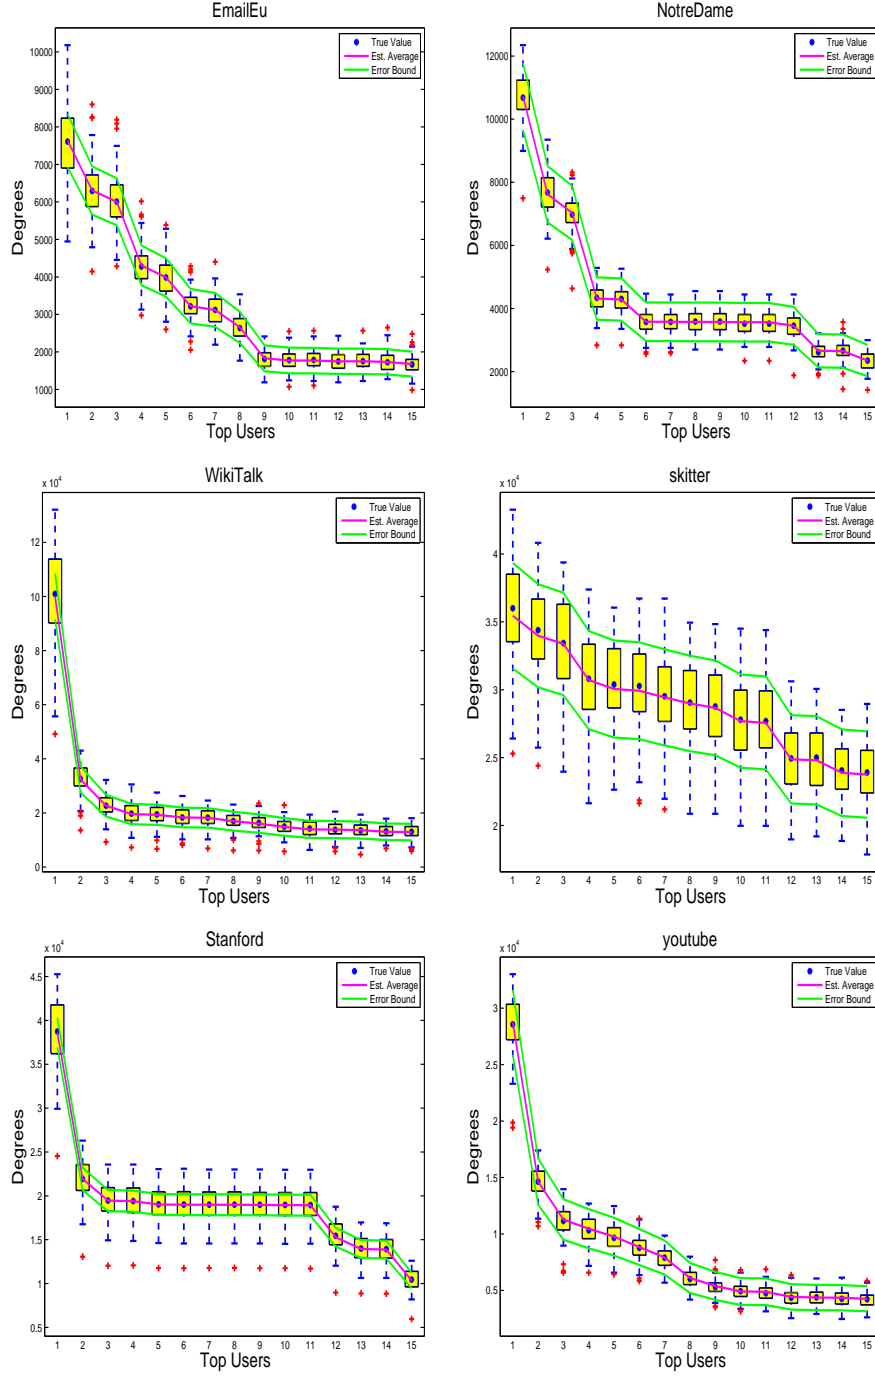 EmailEu
True Value
Est. Average
Error Bound
10000
9000
8000
7000
6000
5000
4000
3000
2000
1000
Degrees
1 2 3 4 5 6 7 8 9 10 11 12 13 14 15
Top Users
NotreDame
True Value
Est. Average
Error Bound
12000
10000
8000
6000
4000
2000
Degrees
1 2 3 4 5 6 7 8 9 10 11 12 13 14 15
Top Users
WikiTalk
x 10^4
True Value
Est. Average
Error Bound
12
10
8
6
4
2
0
Degrees
1 2 3 4 5 6 7 8 9 10 11 12 13 14 15
Top Users
skitter
x 10^4
True Value
Est. Average
Error Bound
4
3.5
3
2.5
2
Degrees
1 2 3 4 5 6 7 8 9 10 11 12 13 14 15
Top Users
Stanford
x 10^4
True Value
Est. Average
Error Bound
4.5
4
3.5
3
2.5
2
1.5
1
0.5
Degrees
1 2 3 4 5 6 7 8 9 10 11 12 13 14 15
Top Users
youtube
x 10^4
True Value
Est. Average
Error Bound
3
2.5
2
1.5
1
0.5
Degrees
1 2 3 4 5 6 7 8 9 10 11 12 13 14 15
Top Users